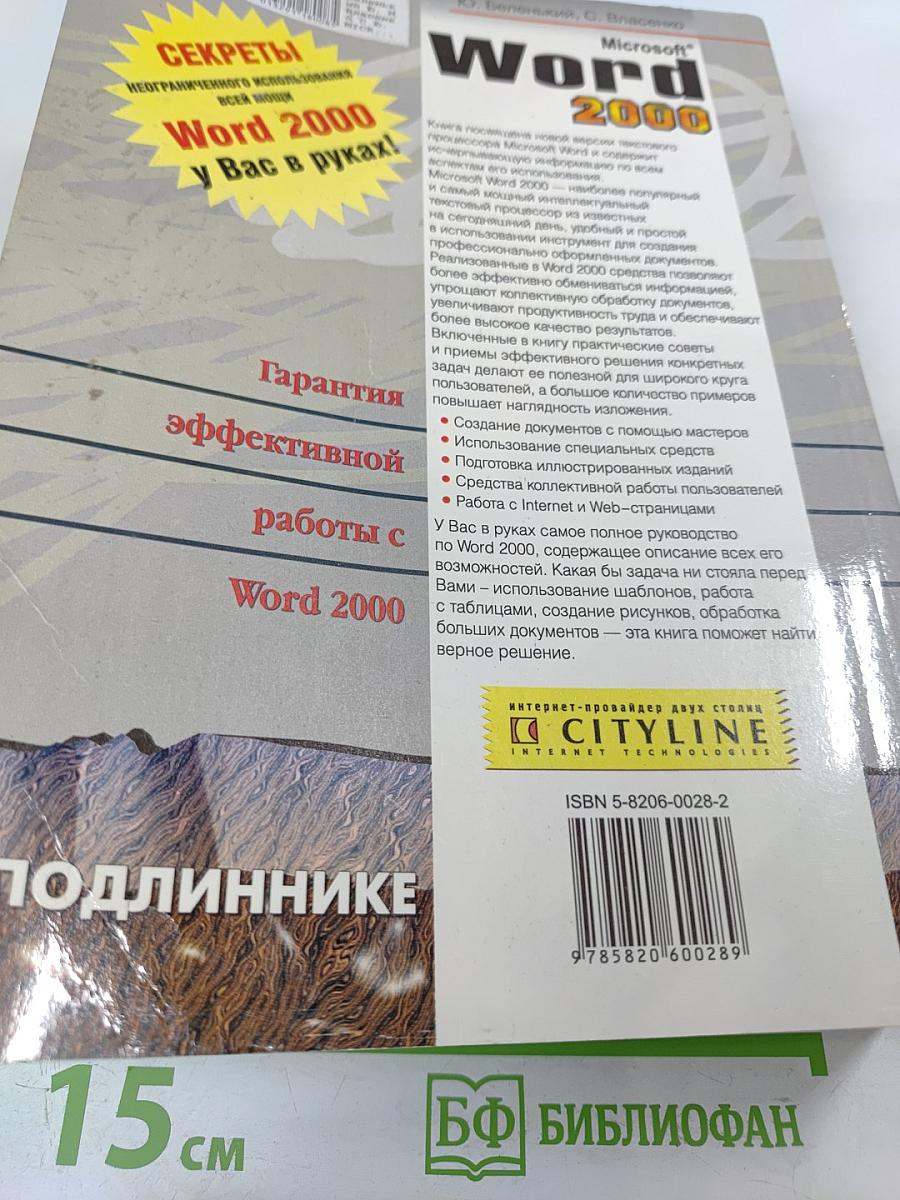 СЕКРЕТЫ
НЕОГРАНИЧЕННОГО ИСПОЛЬЗОВАНИЯ
ВСЕЙ МОЩИ
Word 2000
у Вас в руках!
Гарантия
эффективной
работы с
Word 2000
ПОДЛИННИКЕ
Ю. Беленький, С. Власенко
Microsoft®
Word
2000
Книга посвящена новой версии текстового
процессора Microsoft Word и содержит
исчерпывающую информацию по всем
аспектам его использования.
Microsoft Word 2000 — наиболее популярный
и самый мощный интеллектуальный
текстовый процессор из известных
на сегодняшний день, удобный и простой
в использовании инструмент для создания
профессионально оформленных документов.
Реализованные в Word 2000 средства позволяют
более эффективно обмениваться информацией,
упрощают коллективную обработку документов,
увеличивают продуктивность труда и обеспечивают
более высокое качество результатов.
Включенные в книгу практические советы
и приемы эффективного решения конкретных
задач делают ее полезной для широкого круга
пользователей, а большое количество примеров
повышает наглядность изложения.
• Создание документов с помощью мастеров
• Использование специальных средств
• Подготовка иллюстрированных изданий
• Средства коллективной работы пользователей
• Работа с Internet и Web–страницами
У Вас в руках самое полное руководство
по Word 2000, содержащее описание всех его
возможностей. Какая бы задача ни стояла перед
Вами – использование шаблонов, работа
с таблицами, создание рисунков, обработка
больших документов — эта книга поможет найти
верное решение.
интернет-провайдер двух столиц
CITYLINE
INTERNET TECHNOLOGIES
ISBN 5-8206-0028-2
9 785820 600289
15 см
БФ БИБЛИОФАН